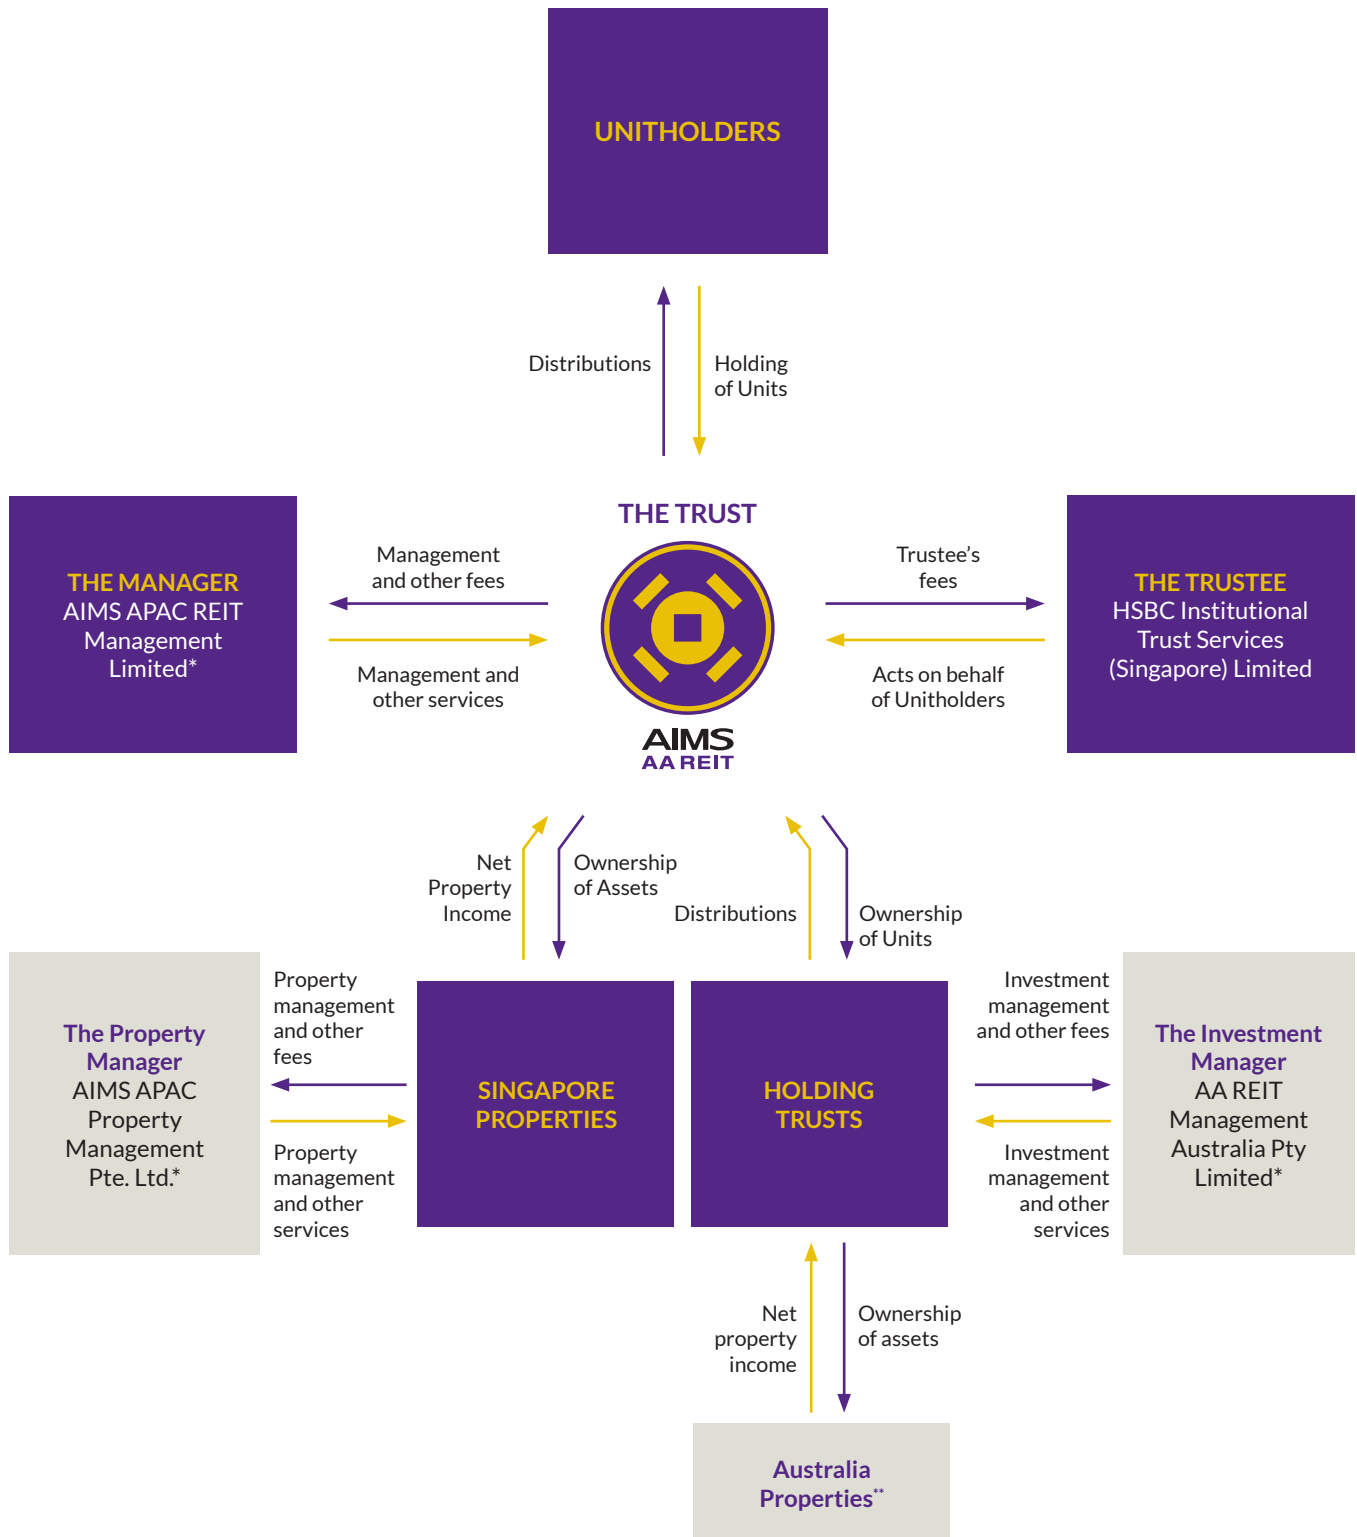 UNITHOLDERS
Distributions
Holding
of Units
THE TRUST
THE MANAGER
AIMS APAC REIT
Management
Limited*
Management
and other fees
Management and
other services
AIMS
AA REIT
Trustee's
fees
Acts on behalf
of Unitholders
THE TRUSTEE
HSBC Institutional
Trust Services
(Singapore) Limited
Net
Property
Income
Ownership
of Assets
Distributions
Ownership
of Units
The Property
Manager
AIMS APAC
Property
Management
Pte. Ltd.*
Property
management
and other
fees
Property
management
and other
services
SINGAPORE
PROPERTIES
HOLDING
TRUSTS
Investment
management
and other fees
Investment
management
and other
services
The Investment
Manager
AA REIT
Management
Australia Pty
Limited*
Net
property
income
Ownership
of assets
Australia
Properties**